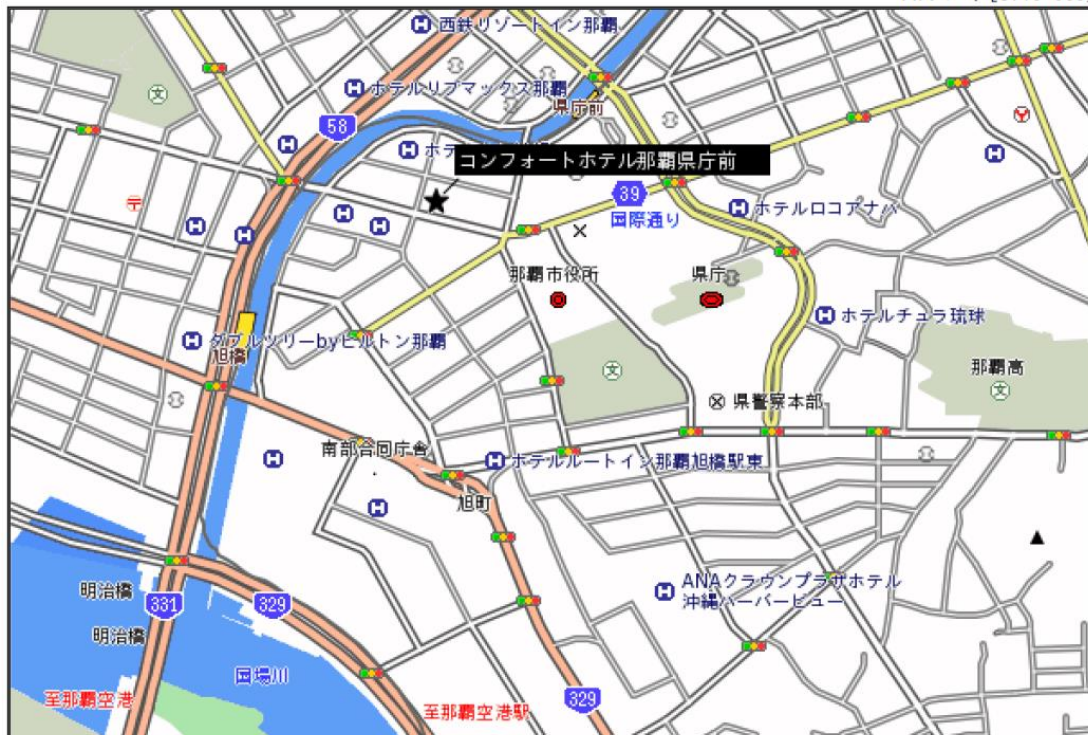 西鉄リゾートイン那覇
ホテルリブマックス那覇
県庁前
58
ホテ
コンフォートホテル那覇県庁前
39
国際通り
ホテルロコアナハ
那覇市役所
県庁
ホテルチュラ琉球
ダブルツリーbyヒルトン那覇
旭橋
那覇高
文
文
文
県警察本部
南部合同庁舎
ホテルルートイン那覇旭橋駅東
旭町
ANAクラウンプラザホテル
沖縄ハーバービュー
明治橋
331
329
明治橋
国場川
329
至那覇空港
至那覇空港駅